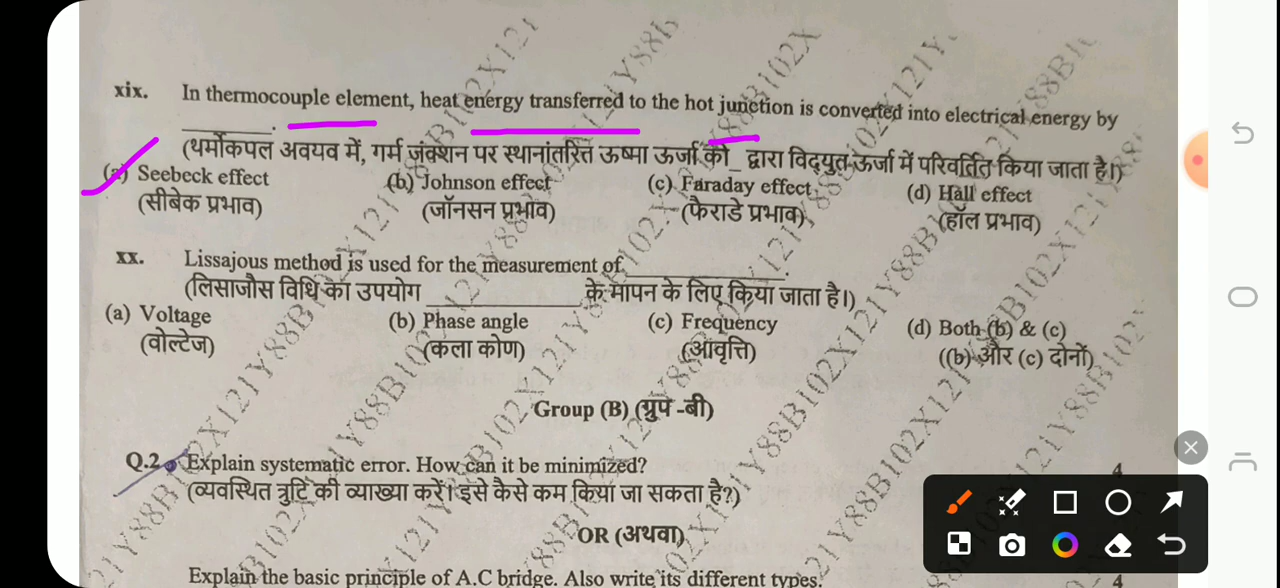 xix. In thermocouple element, heat energy transferred to the hot junction is converted into electrical energy by
___________.
(थर्मोकपल अवयव में, गर्म जंक्शन पर स्थानांतरित ऊष्मा ऊर्जा को _ द्वारा विद्युत ऊर्जा में परिवर्तित किया जाता है।)
(a) Seebeck effect (b) Johnson effect (c) Faraday effect (d) Hall effect
(सीबेक प्रभाव) (जॉनसन प्रभाव) (फैराडे प्रभाव) (हॉल प्रभाव)
xx. Lissajous method is used for the measurement of ___________.
(लिसाजौस विधि का उपयोग ___________ के मापन के लिए किया जाता है।)
(a) Voltage (b) Phase angle (c) Frequency (d) Both (b) & (c)
(वोल्टेज) (कला कोण) (आवृत्ति) ((b) और (c) दोनों)
Group (B) (ग्रुप -बी)
Q.2 Explain systematic error. How can it be minimized? 4
(व्यवस्थित त्रुटि की व्याख्या करें। इसे कैसे कम किया जा सकता है?)
OR (अथवा)
Explain the basic principle of A.C bridge. Also write its different types. 4